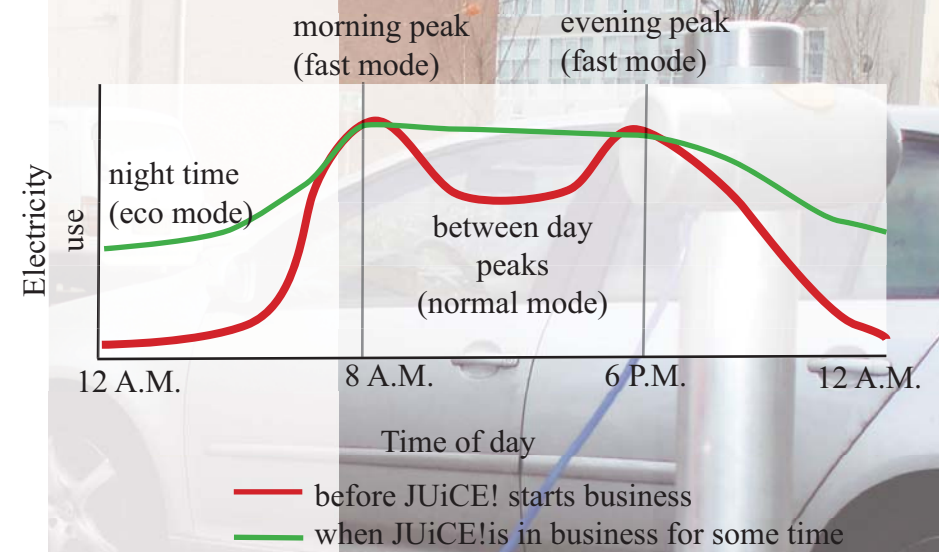 morning peak
(fast mode)
evening peak
(fast mode)
Electricity
use
night time
(eco mode)
between day
peaks
(normal mode)
12 A.M.
8 A.M.
6 P.M.
12 A.M.
Time of day
before JUiCE! starts business
when JUiCE!is in business for some time